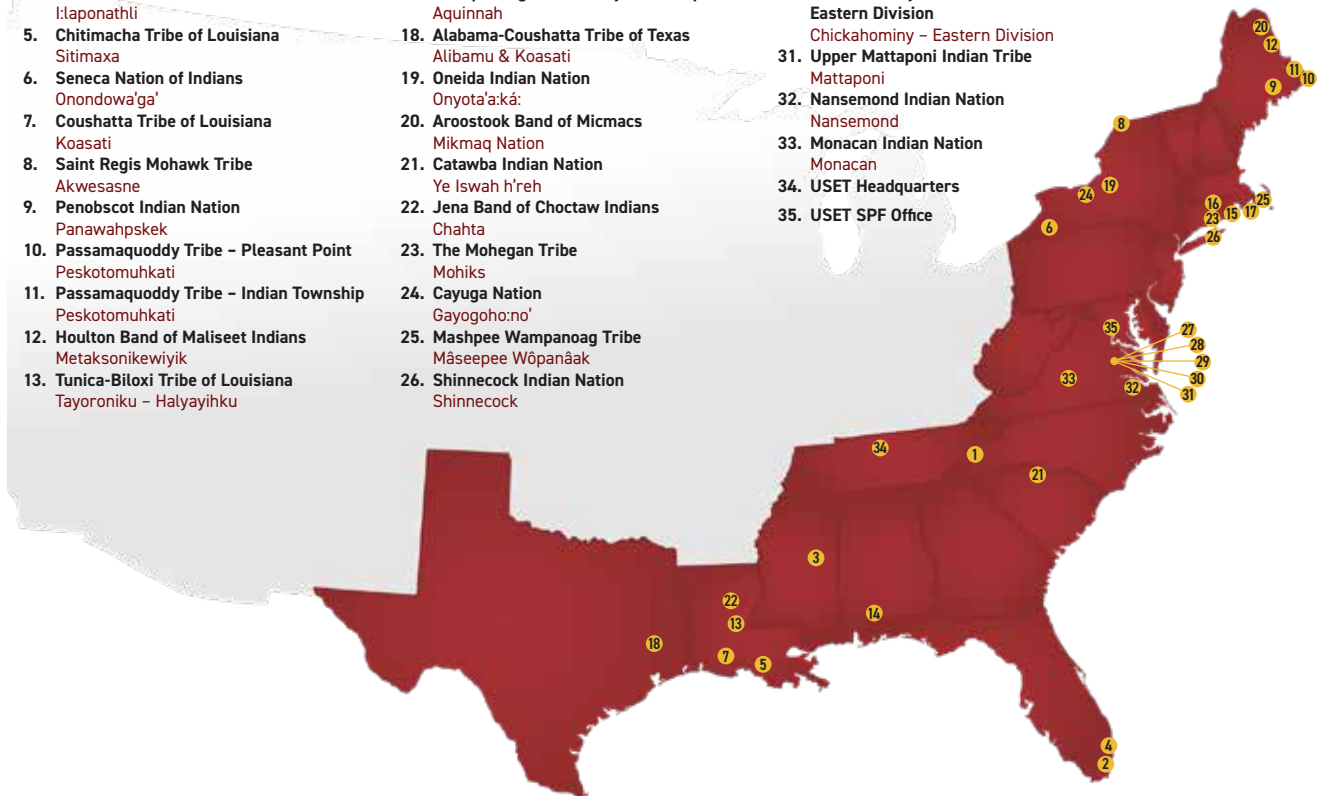 I:laponathli
5. Chitimacha Tribe of Louisiana
Sitimaxa
6. Seneca Nation of Indians
Onondowa'ga'
7. Coushatta Tribe of Louisiana
Koasati
8. Saint Regis Mohawk Tribe
Akwesasne
9. Penobscot Indian Nation
Panawahpskek
10. Passamaquoddy Tribe – Pleasant Point
Peskotomuhkati
11. Passamaquoddy Tribe – Indian Township
Peskotomuhkati
12. Houlton Band of Maliseet Indians
Metaksonikewiyik
13. Tunica-Biloxi Tribe of Louisiana
Tayoroniku – Halyayihku
Aquinnah
18. Alabama-Coushatta Tribe of Texas
Alibamu & Koasati
19. Oneida Indian Nation
Onyota'a:ká:
20. Aroostook Band of Micmacs
Mikmaq Nation
21. Catawba Indian Nation
Ye Iswah h'reh
22. Jena Band of Choctaw Indians
Chahta
23. The Mohegan Tribe
Mohiks
24. Cayuga Nation
Gayogoho:no'
25. Mashpee Wampanoag Tribe
Mâseepee Wôpanâak
26. Shinnecock Indian Nation
Shinnecock
Eastern Division
Chickahominy – Eastern Division
31. Upper Mattaponi Indian Tribe
Mattaponi
32. Nansemond Indian Nation
Nansemond
33. Monacan Indian Nation
Monacan
34. USET Headquarters
35. USET SPF Office
20
12
11
10
9
8
19
24
16
25
23
15
17
6
26
35
27
28
29
30
31
33
32
34
1
21
3
22
14
13
18
7
5
4
2